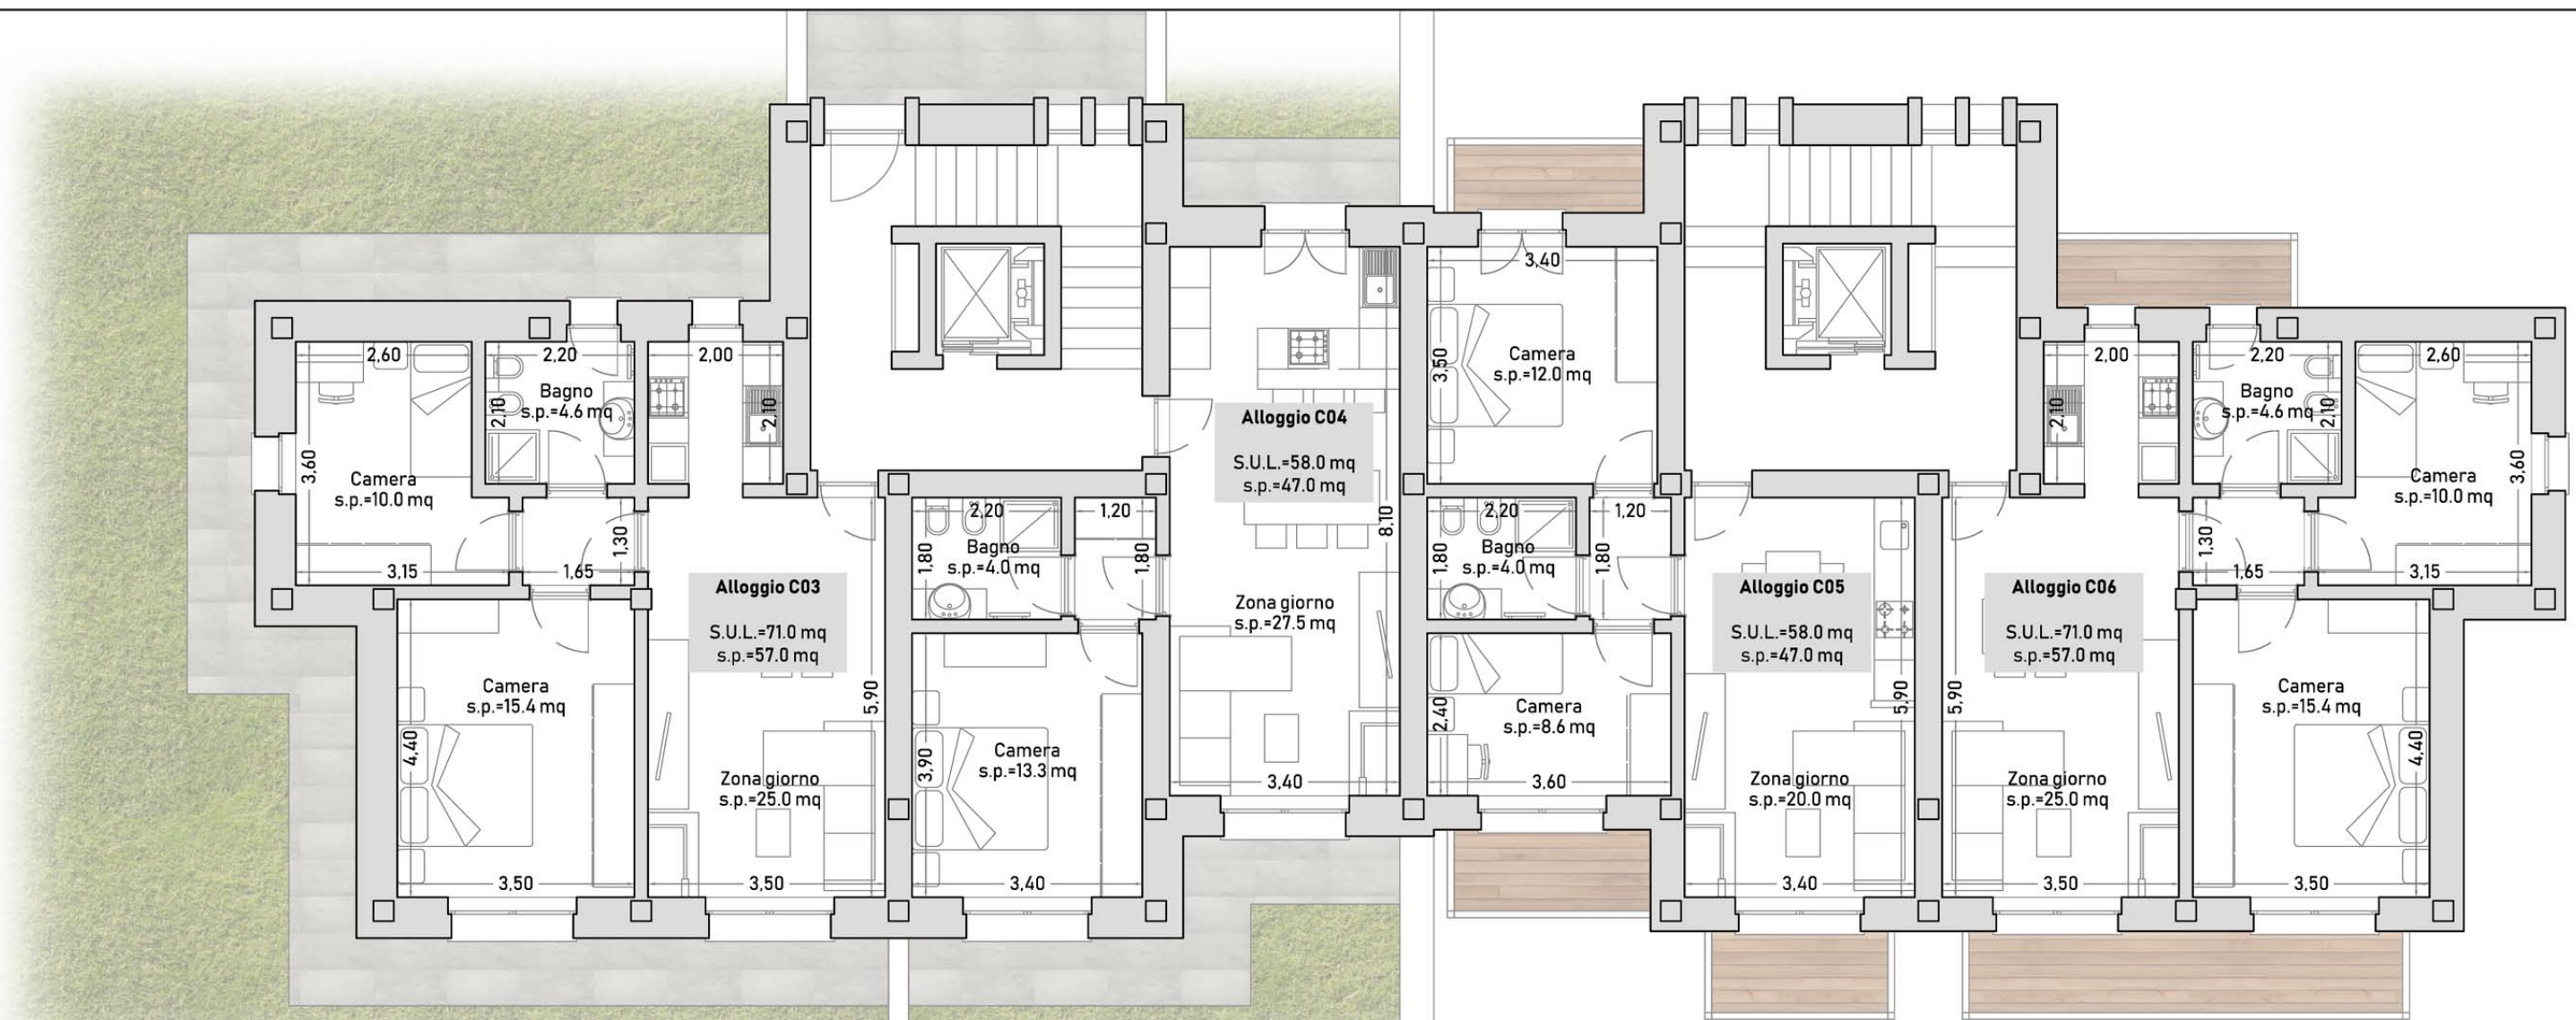 2,60
2,20
2,00
Bagno
s.p.=4.6 mq
2,10
2,10
3,60
Camera
s.p.=10.0 mq
1,30
3,15
1,65
Alloggio C03
S.U.L.=71.0 mq
s.p.=57.0 mq
Camera
s.p.=15.4 mq
4,40
3,50
5,90
Zona giorno
s.p.=25.0 mq
3,50
2,20
1,20
Bagno
s.p.=4.0 mq
1,80
1,80
Camera
s.p.=13.3 mq
3,90
3,40
Alloggio C04
S.U.L.=58.0 mq
s.p.=47.0 mq
8,10
Zona giorno
s.p.=27.5 mq
3,40
3,40
3,50
Camera
s.p.=12.0 mq
2,20
1,20
Bagno
s.p.=4.0 mq
1,80
1,80
2,40
Camera
s.p.=8.6 mq
3,60
Alloggio C05
S.U.L.=58.0 mq
s.p.=47.0 mq
5,90
Zona giorno
s.p.=20.0 mq
3,40
Alloggio C06
S.U.L.=71.0 mq
s.p.=57.0 mq
5,90
Zona giorno
s.p.=25.0 mq
3,50
2,00
2,20
2,60
2,10
Bagno
s.p.=4.6 mq
2,10
Camera
s.p.=10.0 mq
3,60
1,30
1,65
3,15
Camera
s.p.=15.4 mq
4,40
3,50